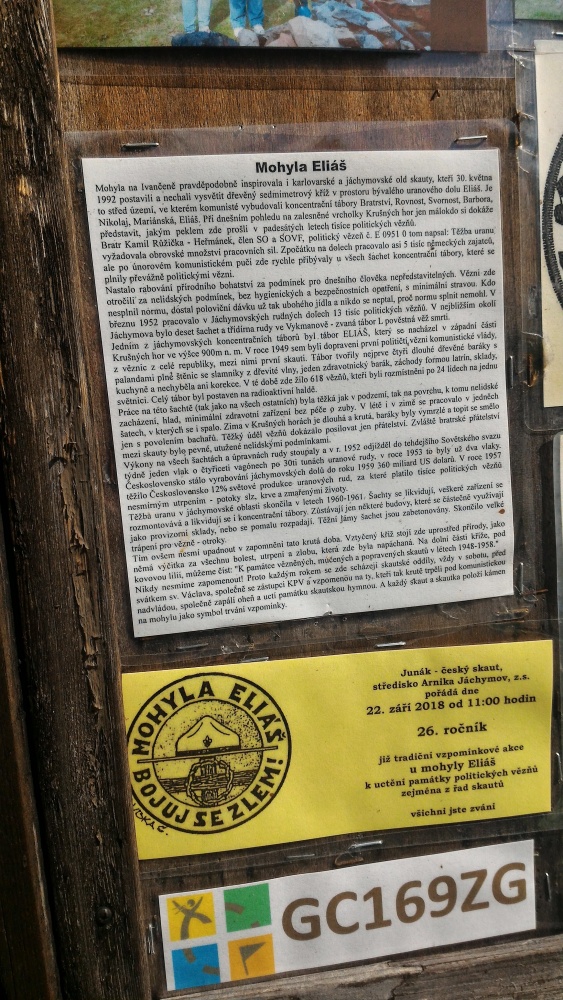 Mohyla Eliáš
Mohyla na Ivančeně pravděpodobně inspirovala i karlovarské a jáchymovské old skauty, kteří 30. května
1992 postavili a nechali vysvětit dřevěný sedmimetrový kříž v prostoru bývalého uranového dolu Eliáš. Je
to střed území, ve kterém komunisté vybudovali koncentrační tábory Bratrství, Rovnost, Svornost, Barbora,
Nikolaj, Mariánská, Eliáš. Při dnešním pohledu na zalesněné vrcholky Krušných hor jen málokdo si dokáže
představit, jakým peklem zde prošli v padesátých letech tisíce politických vězňů.
Bratr Kamil Růžička - Heřmánek, člen SO a ŠOVF, politický vězeň č. E 0951 0 tom napsal: Těžba uranu
vyžadovala obrovské množství pracovních sil. Zpočátku na dolech pracovalo asi 5 tisíc německých zajatců,
ale po únorovém komunistickém puči zde rychle přibývaly u všech šachet koncentrační tábory, které se
plnily převážně politickými vězni.
Nastalo rabování přírodního bohatství za podmínek pro dnešního člověka nepředstavitelných. Vězni zde
otročili za nelidských podmínek, bez hygienických a bezpečnostních opatření, s minimální stravou. Kdo
nesplnil normu, dostal poloviční dávku už tak ubohého jídla a nikdo se neptal, proč normu splnit nemohl. V
březnu 1952 pracovalo v Jáchymovských rudných dolech 13 tisíc politických vězňů. V nejbližším okolí
Jáchymova bylo deset šachet a třídírna rudy ve Vykmanově - zvaná tábor L pověstná věž smrti.
Jedním z jáchymovských koncentračních táborů byl tábor ELIÁŠ, který se nacházel v západní části
Krušných hor ve výšce 900m n. m. V roce 1949 sem byli dopraveni první političtí vězni komunistické vlády,
z věznic z celé republiky, mezi nimi první skauti. Tábor tvořily nejprve čtyři dlouhé dřevěné baráky s
palandami plně štěnic se slamníky z dřevité vlny, jeden zdravotnický barák, záchody formou latrín, sklady,
kuchyně a nechyběla ani korekce. V té době zde žilo 618 vězňů, kteří byli rozmístěni po 24 lidech na jednu
světnici. Celý tábor byl postaven na radioaktivní haldě.
Práce na této šachtě (tak jako na všech ostatních) byla těžká jak v podzemí, tak na povrchu, k tomu nelidské
zacházení, hlad, minimální zdravotní zařízení bez péče o zuby. V létě i v zimě se pracovalo v jedněch
šatech, v kterých se i spalo. Zima v Krušných horách je dlouhá a krutá, baráky byly vymrzlé a topit se smělo
jen s povolením bachařů. Těžký úděl vězňů dokázalo posilovat jen přátelství. Zvláště bratrské přátelství
mezi skauty bylo pevné, utužené nelidskými podmínkami.
Výkony na všech šachtách a úpravnách rudy stoupaly a v r. 1952 odjížděl do tehdejšího Sovětského svazu
týdně jeden vlak o čtyřiceti vagónech po 30ti tunách uranové rudy, v roce 1953 to byly už dva vlaky.
Československo stálo vyrabování jáchymovských dolů do roku 1959 360 miliard US dolarů. V roce 1957
těžilo Československo 12% světové produkce uranových rud, za které platilo tisíce politických vězňů
nesmírným utrpením - potoky slz, krve a zmařenými životy.
Těžba uranu v jáchymovské oblasti skončila v letech 1960-1961. Šachty se likvidují, veškeré zařízení se
rozmontovává a likvidují se i koncentrační tábory. Zůstávají jen některé budovy, které se částečně využívají
jako provizorní sklady, nebo se pomalu rozpadají. Těžní Jámy šachet jsou zabetonovány. Skončilo velké
trápení pro vězně - otroky.
Tím ovšem nesmí upadnout v zapomnění tato krutá doba. Vztyčený kříž stojí zde uprostřed přírody, jako
němá výčitka za všechnu bolest, utrpení a zlobu, která zde byla napáchaná. Na dolní části kříže, pod
kovovou lilií, můžeme číst: "K památce vězněných, mučených a popravených skautů v létech 1948-1958."
Nikdy nesmíme zapomenout! Proto každým rokem se zde scházejí skautské oddíly, vždy v sobotu, před
svátkem sv. Václava, společně se zástupci KPV a vzpomenou na ty, kteří tak krutě trpěli pod komunistickou
nadvládou, společně zapálí oheň a uctí památku skautskou hymnou. A každý skaut a skautka položí kámen
na mohylu jako symbol trvání vzpomínky.
MOHYLA ELIÁŠ
BOJUJ SE ZLEM!
Junák - český skaut,
středisko Arnika Jáchymov, z.s.
pořádá dne
22. září 2018 od 11:00 hodin
26. ročník
již tradiční vzpomínkové akce
u mohyly Eliáš
k uctění památky politických vězňů
zejména z řad skautů
všichni jste zváni
GC169ZG